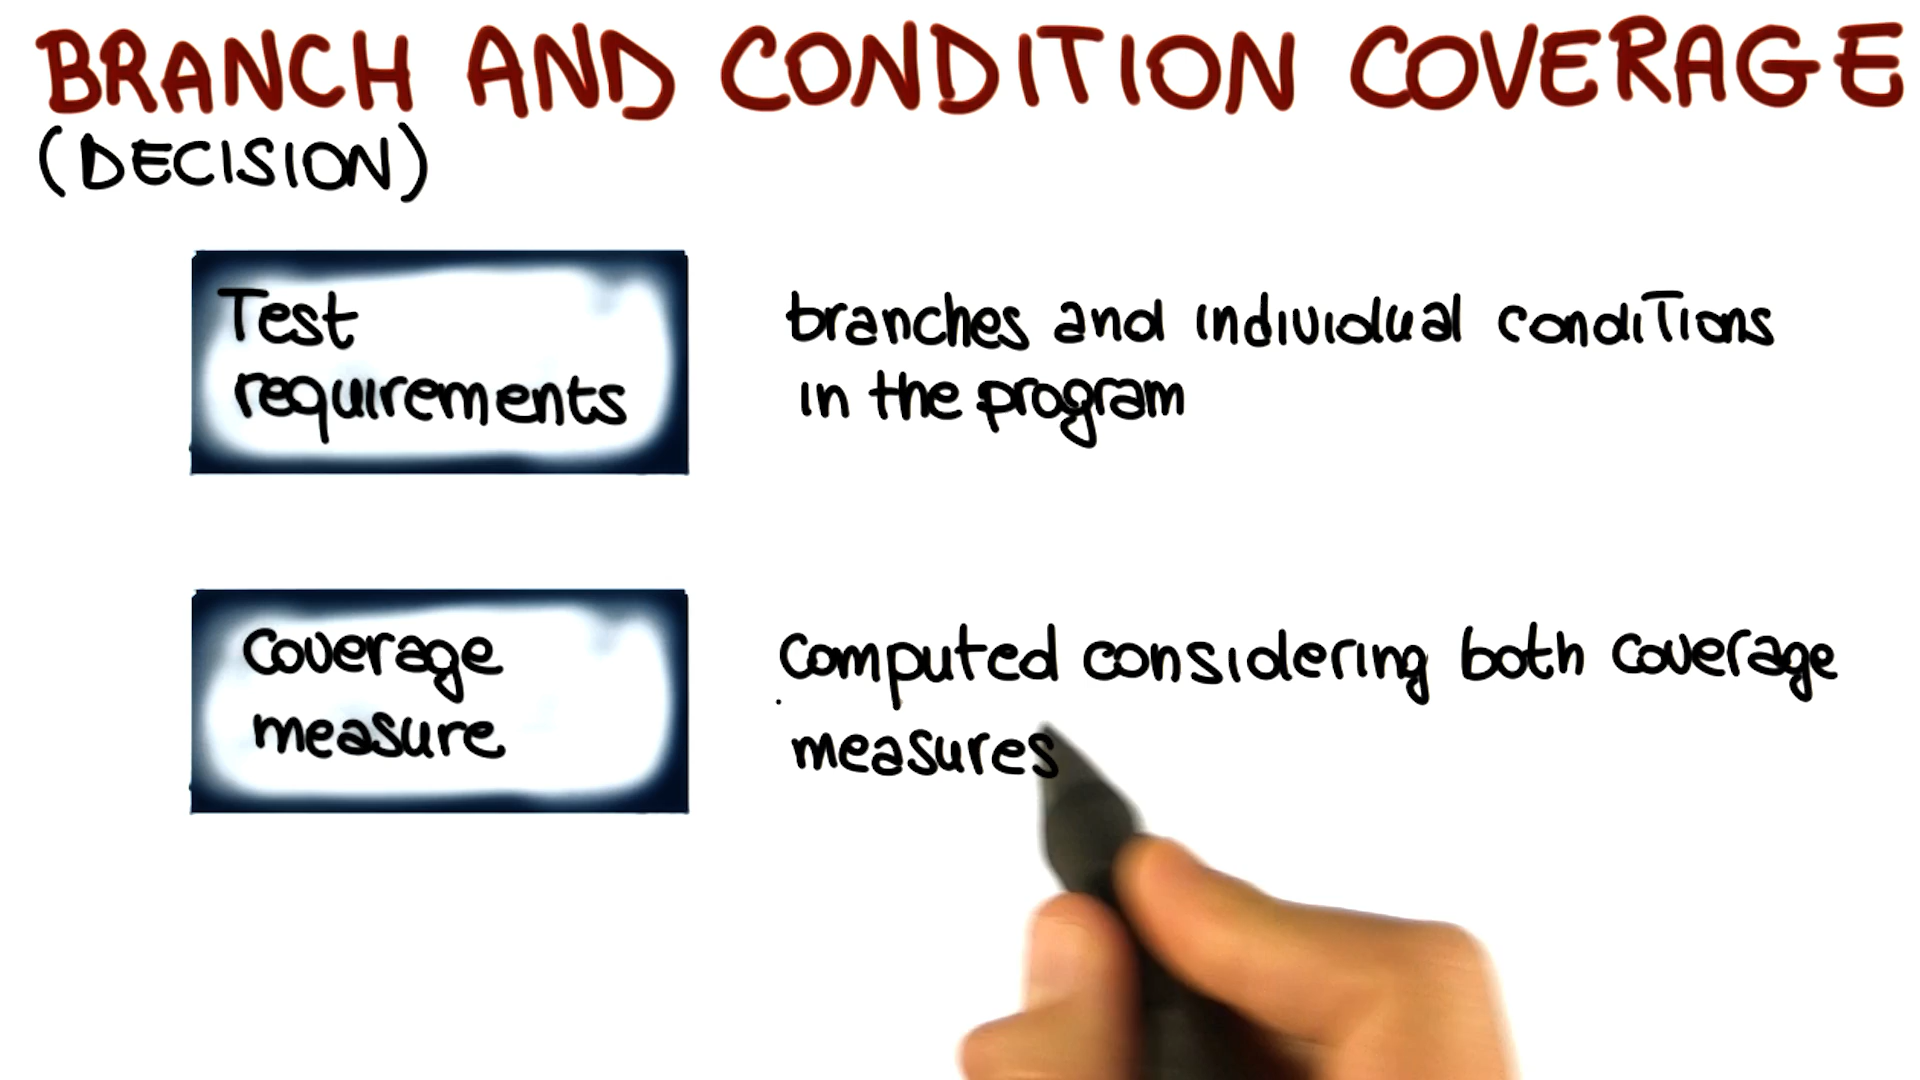 BRANCH AND CONDITION COVERAGE
(DECISION)
Test
requirements
branches and individual conditions
in the program
Coverage
measure
computed considering both coverage
measures